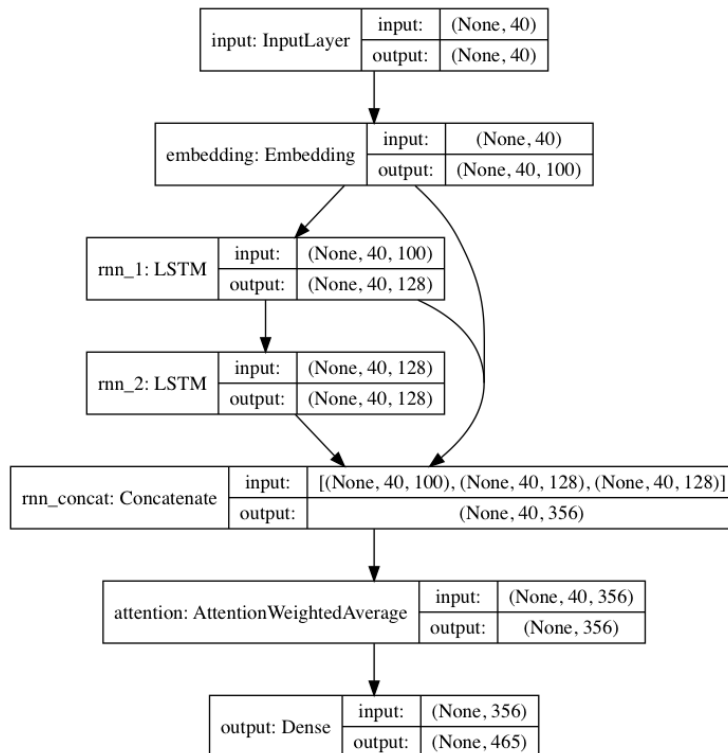 input: InputLayer
input: (None, 40)
output: (None, 40)
embedding: Embedding
input: (None, 40)
output: (None, 40, 100)
rnn_1: LSTM
input: (None, 40, 100)
output: (None, 40, 128)
rnn_2: LSTM
input: (None, 40, 128)
output: (None, 40, 128)
rnn_concat: Concatenate
input: [(None, 40, 100), (None, 40, 128), (None, 40, 128)]
output: (None, 40, 356)
attention: AttentionWeightedAverage
input: (None, 40, 356)
output: (None, 356)
output: Dense
input: (None, 356)
output: (None, 465)